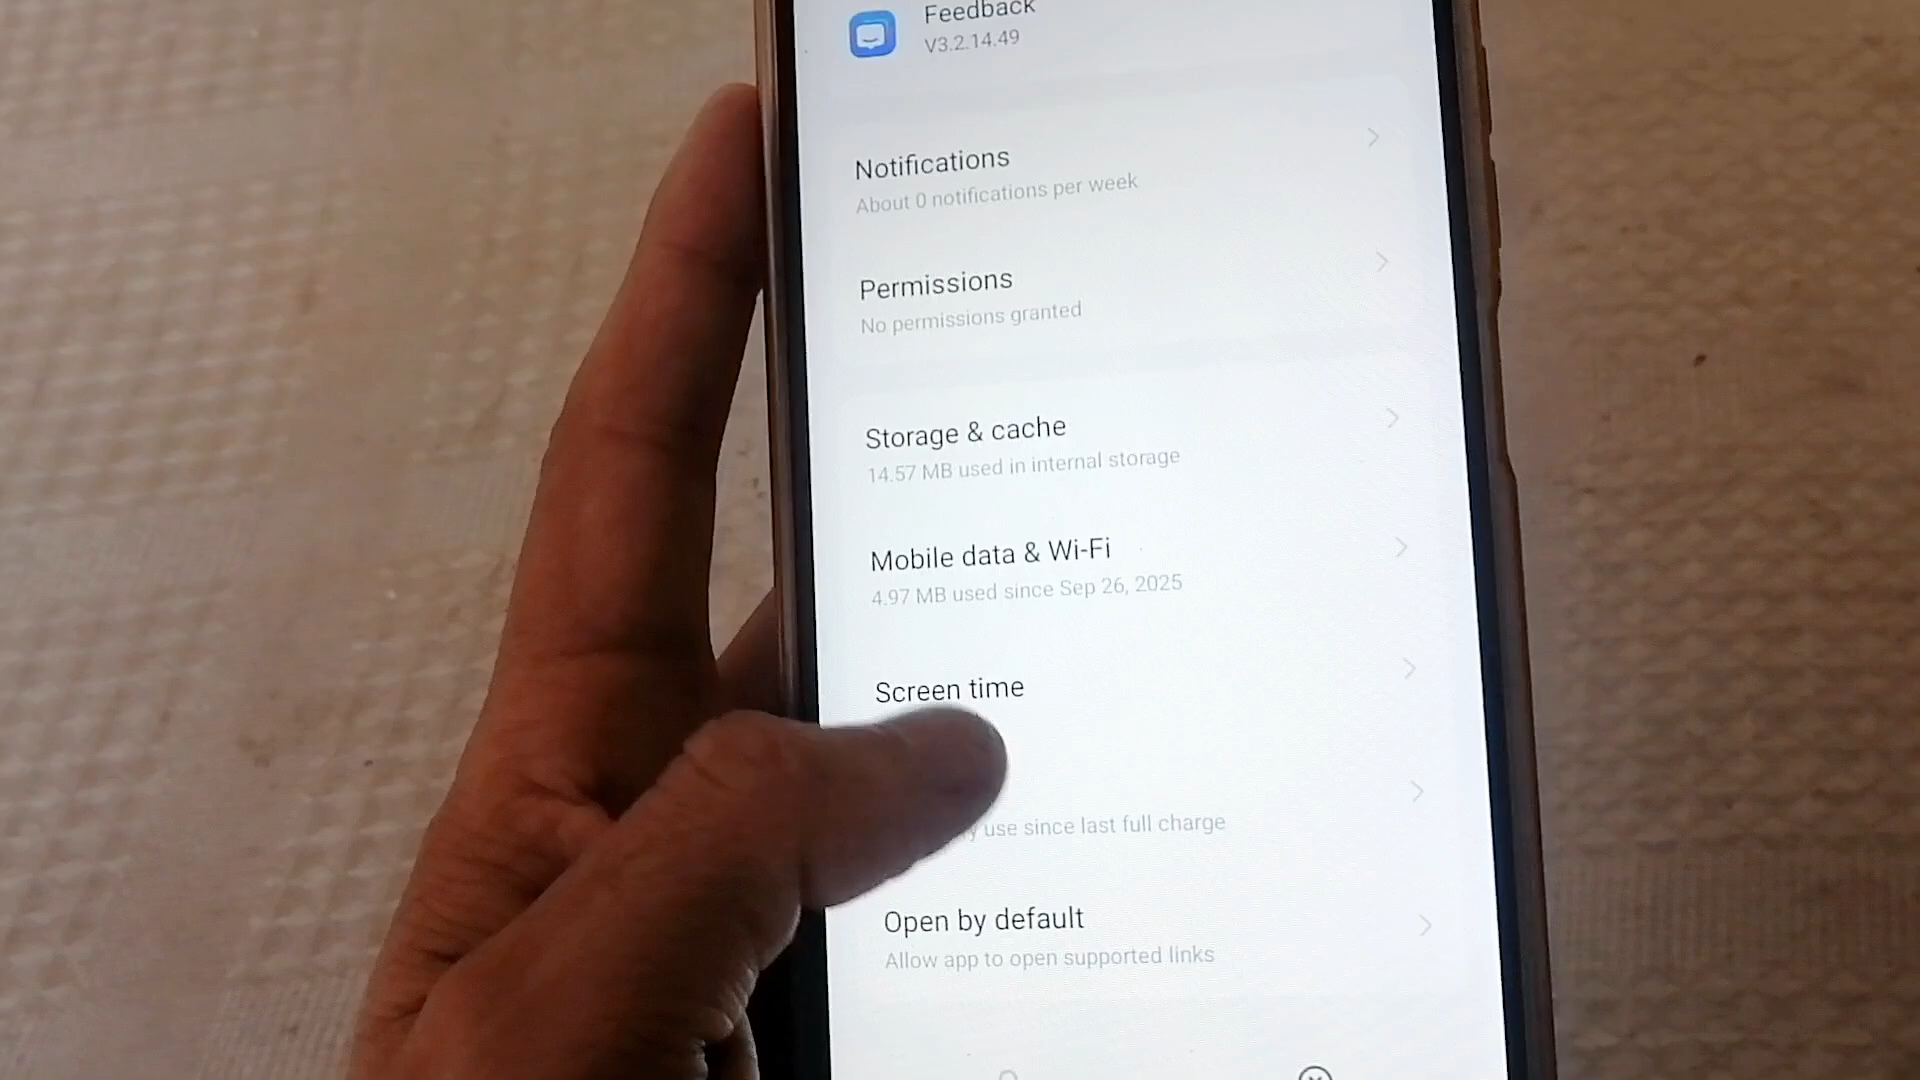 Feedback
V3.2.14.49
Notifications
About 0 notifications per week
Permissions
No permissions granted
Storage & cache
14.57 MB used in internal storage
Mobile data & Wi-Fi
4.97 MB used since Sep 26, 2025
Screen time
use since last full charge
Open by default
Allow app to open supported links